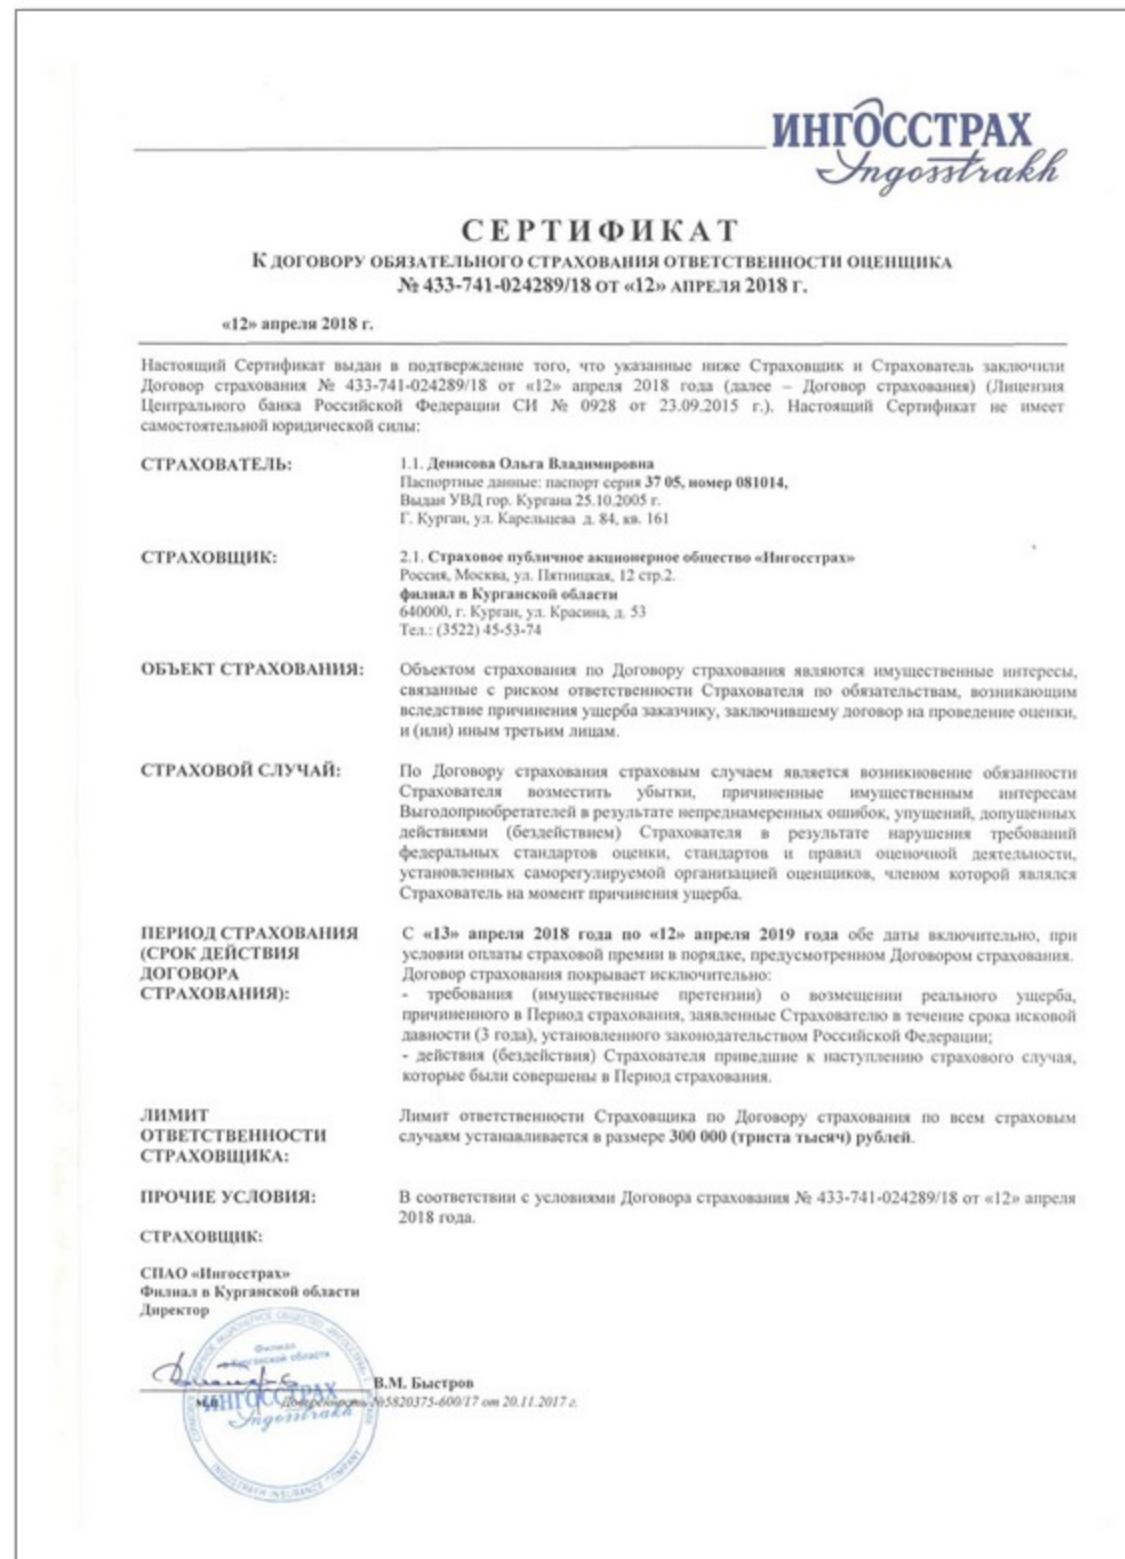 ИНГОССТРАХ
Ingosstrakh
СЕРТИФИКАТ
К ДОГОВОРУ ОБЯЗАТЕЛЬНОГО СТРАХОВАНИЯ ОТВЕТСТВЕННОСТИ ОЦЕНЩИКА
№ 433-741-024289/18 ОТ «12» АПРЕЛЯ 2018 Г.
«12» апреля 2018 г.
Настоящий Сертификат выдан в подтверждение того, что указанные ниже Страховщик и Страхователь заключили
Договор страхования № 433-741-024289/18 от «12» апреля 2018 года (далее – Договор страхования) (Лицензия
Центрального банка Российской Федерации СИ № 0928 от 23.09.2015 г.). Настоящий Сертификат не имеет
самостоятельной юридической силы:
СТРАХОВАТЕЛЬ:
1.1. Денисова Ольга Владимировна
Паспортные данные: паспорт серия 37 05, номер 081014,
Выдан УВД гор. Кургана 25.10.2005 г.
Г. Курган, ул. Карельцева д. 84, кв. 161
СТРАХОВЩИК:
2.1. Страховое публичное акционерное общество «Ингосстрах»
Россия, Москва, ул. Пятницкая, 12 стр.2.
филиал в Курганской области
640000, г. Курган, ул. Красина, д. 53
Тел.: (3522) 45-53-74
ОБЪЕКТ СТРАХОВАНИЯ:
Объектом страхования по Договору страхования являются имущественные интересы,
связанные с риском ответственности Страхователя по обязательствам, возникающим
вследствие причинения ущерба заказчику, заключившему договор на проведение оценки,
и (или) иным третьим лицам.
СТРАХОВОЙ СЛУЧАЙ:
По Договору страхования страховым случаем является возникновение обязанности
Страхователя возместить убытки, причиненные имущественным интересам
Выгодоприобретателей в результате непреднамеренных ошибок, упущений, допущенных
действиями (бездействием) Страхователя в результате нарушения требований
федеральных стандартов оценки, стандартов и правил оценочной деятельности,
установленных саморегулируемой организацией оценщиков, членом которой являлся
Страхователь на момент причинения ущерба.
ПЕРИОД СТРАХОВАНИЯ
(СРОК ДЕЙСТВИЯ
ДОГОВОРА
СТРАХОВАНИЯ):
С «13» апреля 2018 года по «12» апреля 2019 года обе даты включительно, при
условии оплаты страховой премии в порядке, предусмотренном Договором страхования.
Договор страхования покрывает исключительно:
- требования (имущественные претензии) о возмещении реального ущерба,
причиненного в Период страхования, заявленные Страхователю в течение срока исковой
давности (3 года), установленного законодательством Российской Федерации;
- действия (бездействия) Страхователя приведшие к наступлению страхового случая,
которые были совершены в Период страхования.
ЛИМИТ
ОТВЕТСТВЕННОСТИ
СТРАХОВЩИКА:
Лимит ответственности Страховщика по Договору страхования по всем страховым
случаям устанавливается в размере 300 000 (триста тысяч) рублей.
ПРОЧИЕ УСЛОВИЯ:
В соответствии с условиями Договора страхования № 433-741-024289/18 от «12» апреля
2018 года.
СТРАХОВЩИК:
СПАО «Ингосстрах»
Филиал в Курганской области
Директор
Филиал
в Курганской области
В.М. Быстров
М.П.
Доверенность №5820375-600/17 от 20.11.2017 г.
ИНГОССТРАХ
Ingosstrakh
INGOSSTRAKH INSURANCE COMPANY